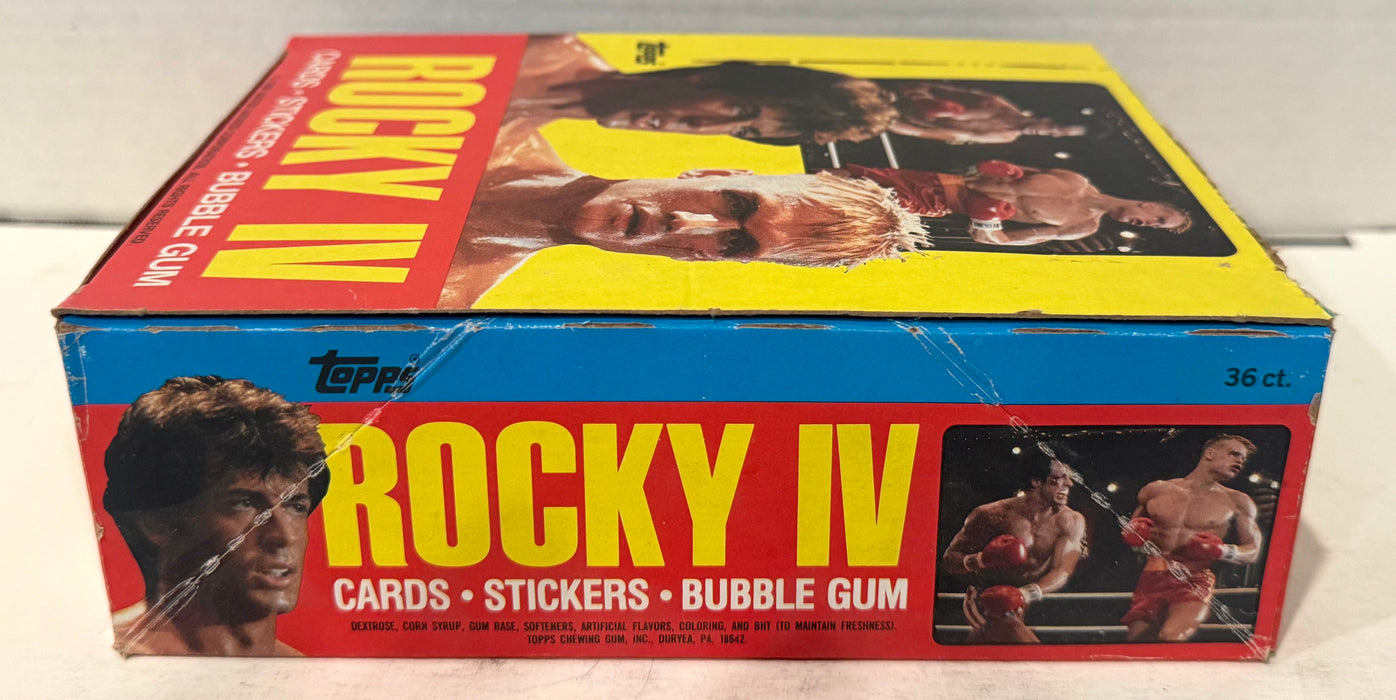 topps
ROCKY IV
CARDS • STICKERS • BUBBLE GUM
ALL RIGHTS RESERVED
topps®
36 ct.
ROCKY IV
CARDS • STICKERS • BUBBLE GUM
DEXTROSE, CORN SYRUP, GUM BASE, SOFTENERS, ARTIFICIAL FLAVORS, COLORING, AND BHT (TO MAINTAIN FRESHNESS).
TOPPS CHEWING GUM, INC., DURYEA, PA. 18642.